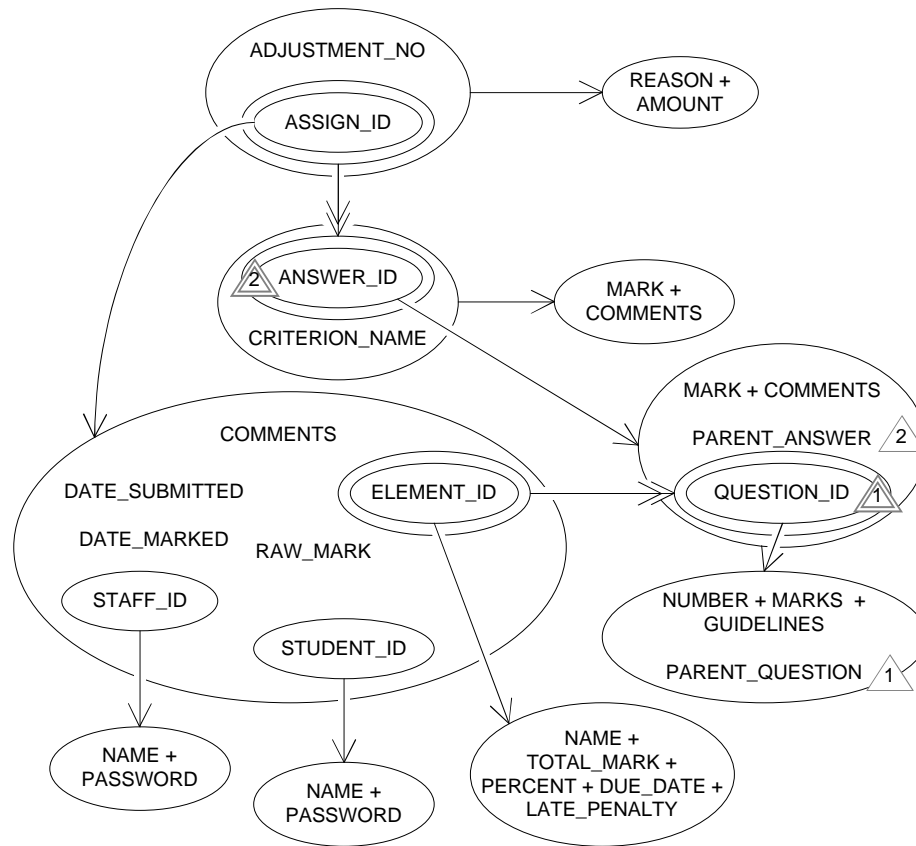 ADJUSTMENT_NO
REASON +
AMOUNT
ASSIGN_ID
2
ANSWER_ID
MARK +
COMMENTS
CRITERION_NAME
MARK + COMMENTS
COMMENTS
PARENT_ANSWER
2
DATE_SUBMITTED
ELEMENT_ID
QUESTION_ID
1
DATE_MARKED
RAW_MARK
STAFF_ID
NUMBER + MARKS +
GUIDELINES
STUDENT_ID
PARENT_QUESTION
1
NAME +
PASSWORD
NAME +
PASSWORD
NAME +
TOTAL_MARK +
PERCENT + DUE_DATE +
LATE_PENALTY